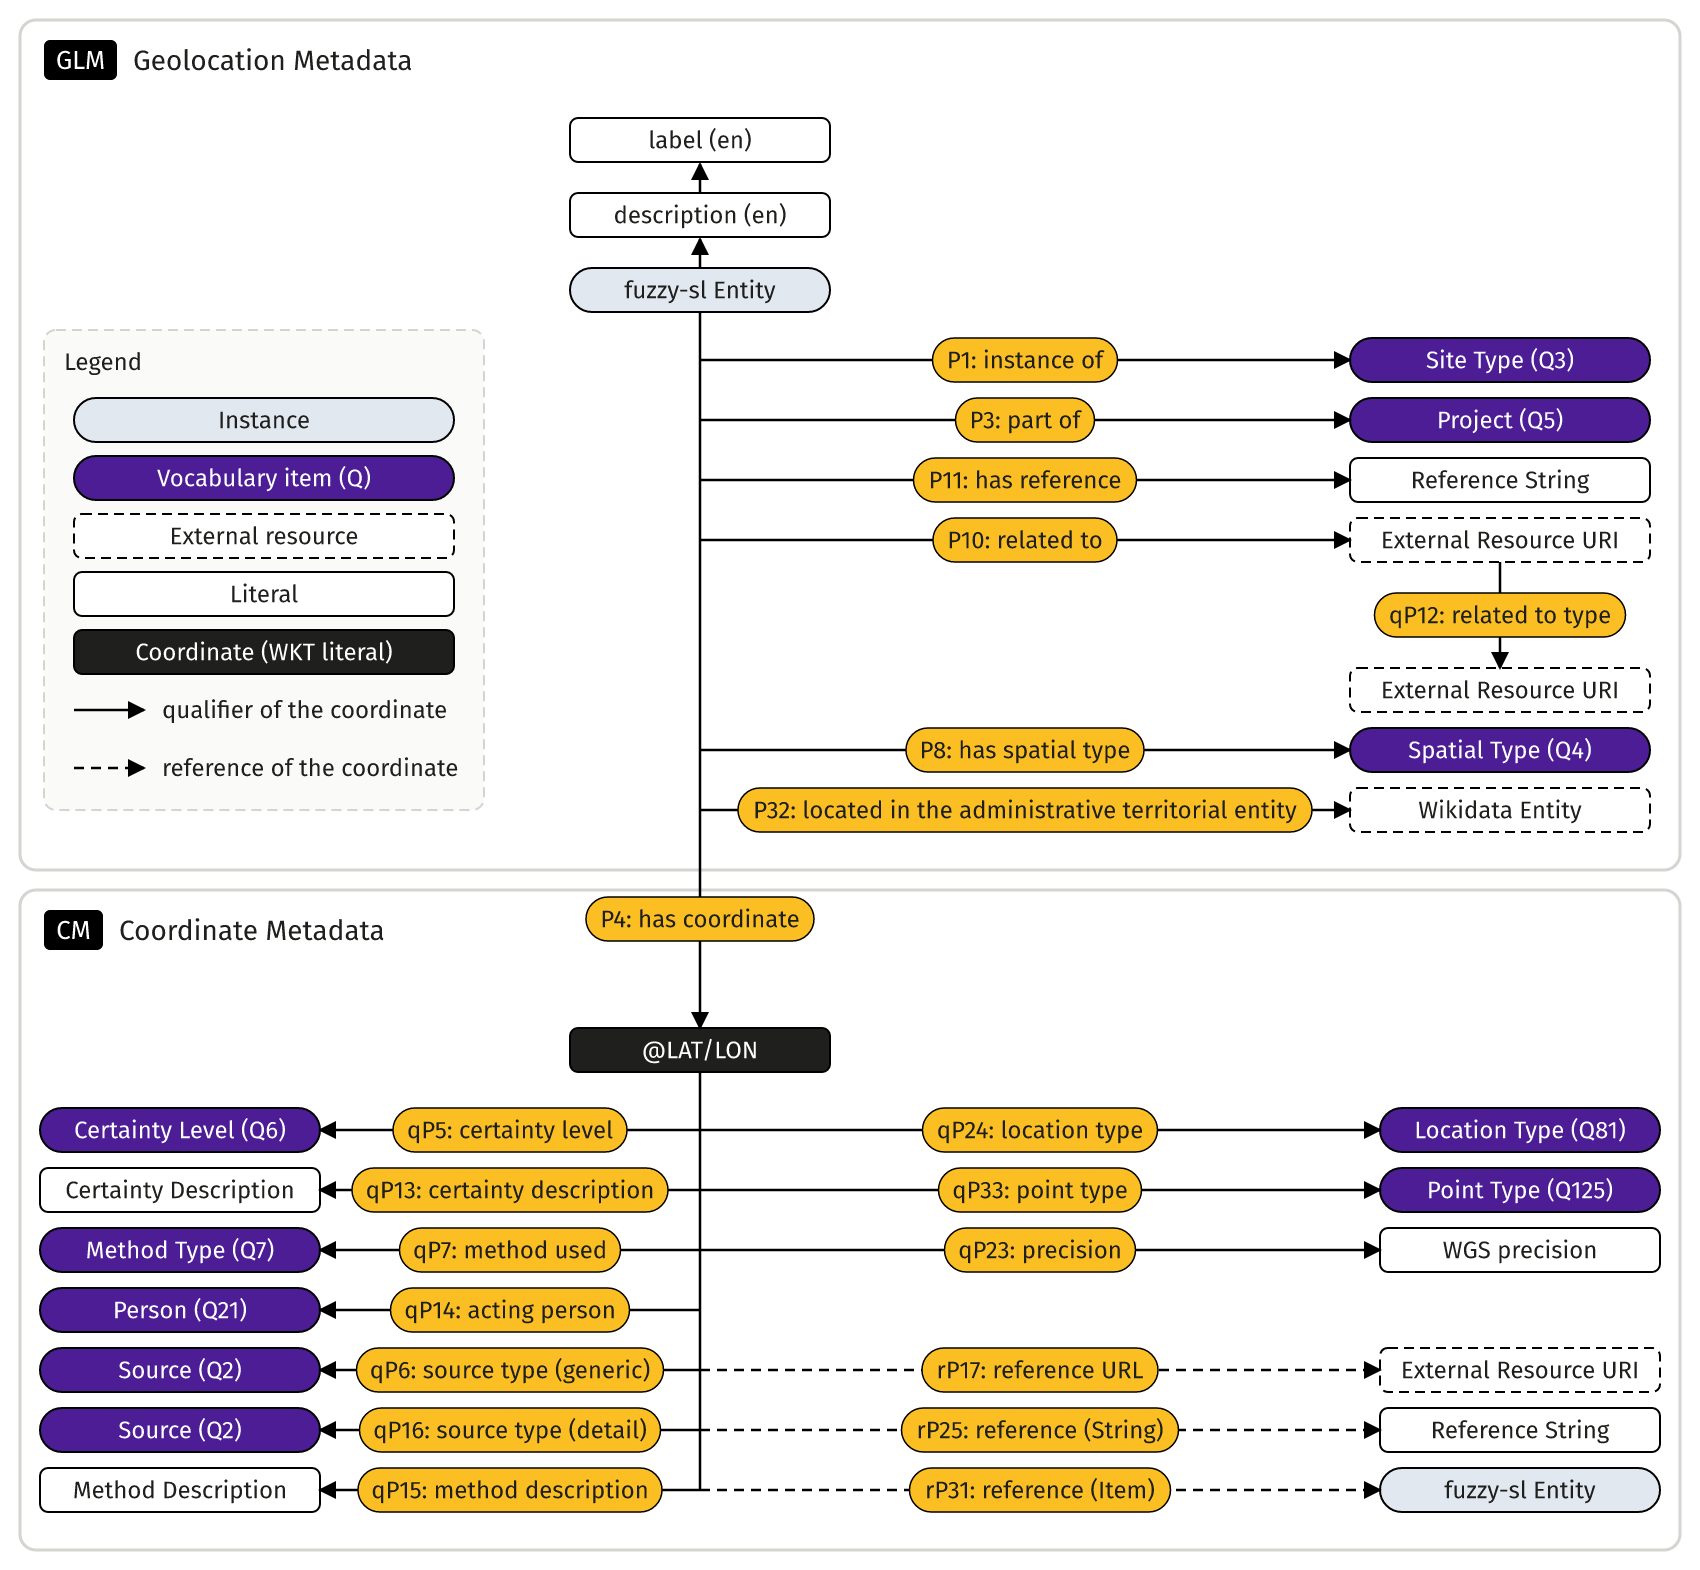 GLM Geolocation Metadata
label (en)
description (en)
fuzzy-sl Entity
Legend
Instance
Vocabulary item (Q)
External resource
Literal
Coordinate (WKT literal)
qualifier of the coordinate
reference of the coordinate
P1: instance of Site Type (Q3)
P3: part of Project (Q5)
P11: has reference Reference String
P10: related to External Resource URI
qP12: related to type
External Resource URI
P8: has spatial type Spatial Type (Q4)
P32: located in the administrative territorial entity Wikidata Entity
P4: has coordinate
CM Coordinate Metadata
@LAT/LON
Certainty Level (Q6) qP5: certainty level qP24: location type Location Type (Q81)
Certainty Description qP13: certainty description qP33: point type Point Type (Q125)
Method Type (Q7) qP7: method used qP23: precision WGS precision
Person (Q21) qP14: acting person
Source (Q2) qP6: source type (generic) rP17: reference URL External Resource URI
Source (Q2) qP16: source type (detail) rP25: reference (String) Reference String
Method Description qP15: method description rP31: reference (Item) fuzzy-sl Entity